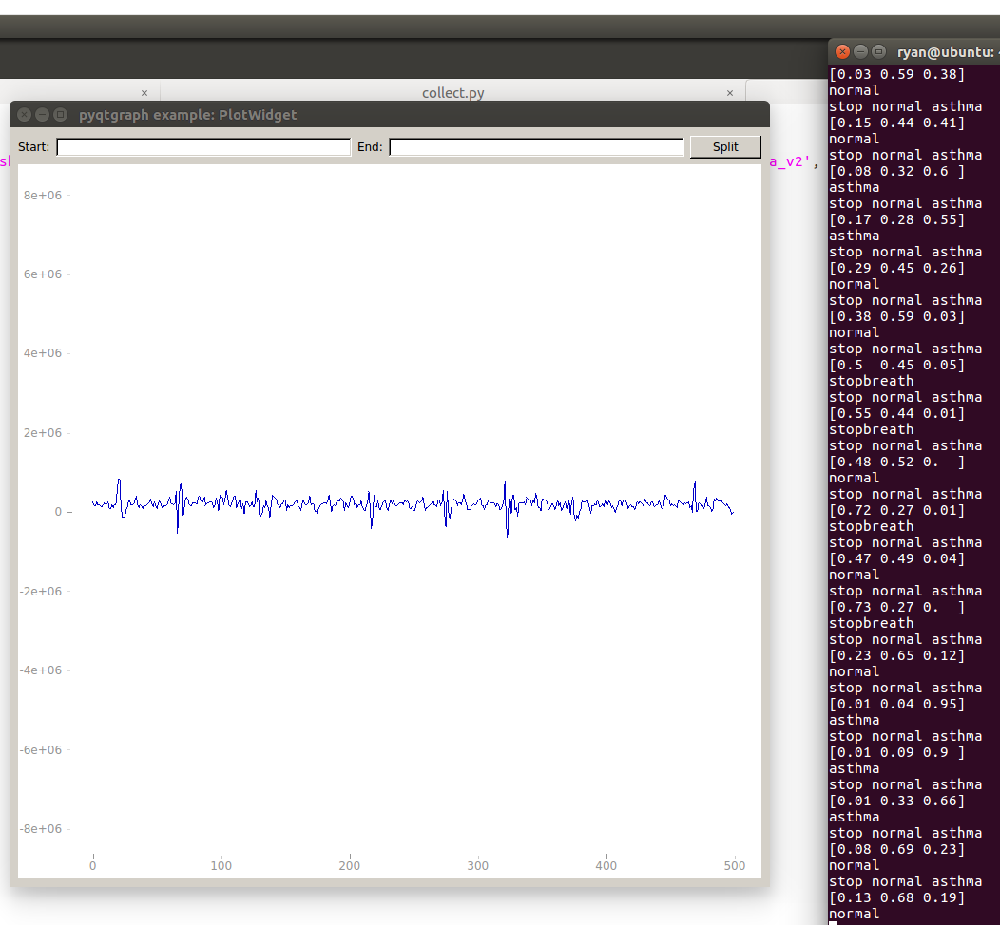 collect.py
pyqtgraph example: PlotWidget
Start:
End:
Split
a_v2',
8e+06
6e+06
4e+06
2e+06
0
-2e+06
-4e+06
-6e+06
-8e+06
0 100 200 300 400 500
ryan@ubuntu:
[0.03 0.59 0.38]
normal
stop normal asthma
[0.15 0.44 0.41]
normal
stop normal asthma
[0.08 0.32 0.6 ]
asthma
stop normal asthma
[0.17 0.28 0.55]
asthma
stop normal asthma
[0.29 0.45 0.26]
normal
stop normal asthma
[0.38 0.59 0.03]
normal
stop normal asthma
[0.5  0.45 0.05]
stopbreath
stop normal asthma
[0.55 0.44 0.01]
stopbreath
stop normal asthma
[0.48 0.52 0.  ]
normal
stop normal asthma
[0.72 0.27 0.01]
stopbreath
stop normal asthma
[0.47 0.49 0.04]
normal
stop normal asthma
[0.73 0.27 0.  ]
stopbreath
stop normal asthma
[0.23 0.65 0.12]
normal
stop normal asthma
[0.01 0.04 0.95]
asthma
stop normal asthma
[0.01 0.09 0.9 ]
asthma
stop normal asthma
[0.01 0.33 0.66]
asthma
stop normal asthma
[0.08 0.69 0.23]
normal
stop normal asthma
[0.13 0.68 0.19]
normal